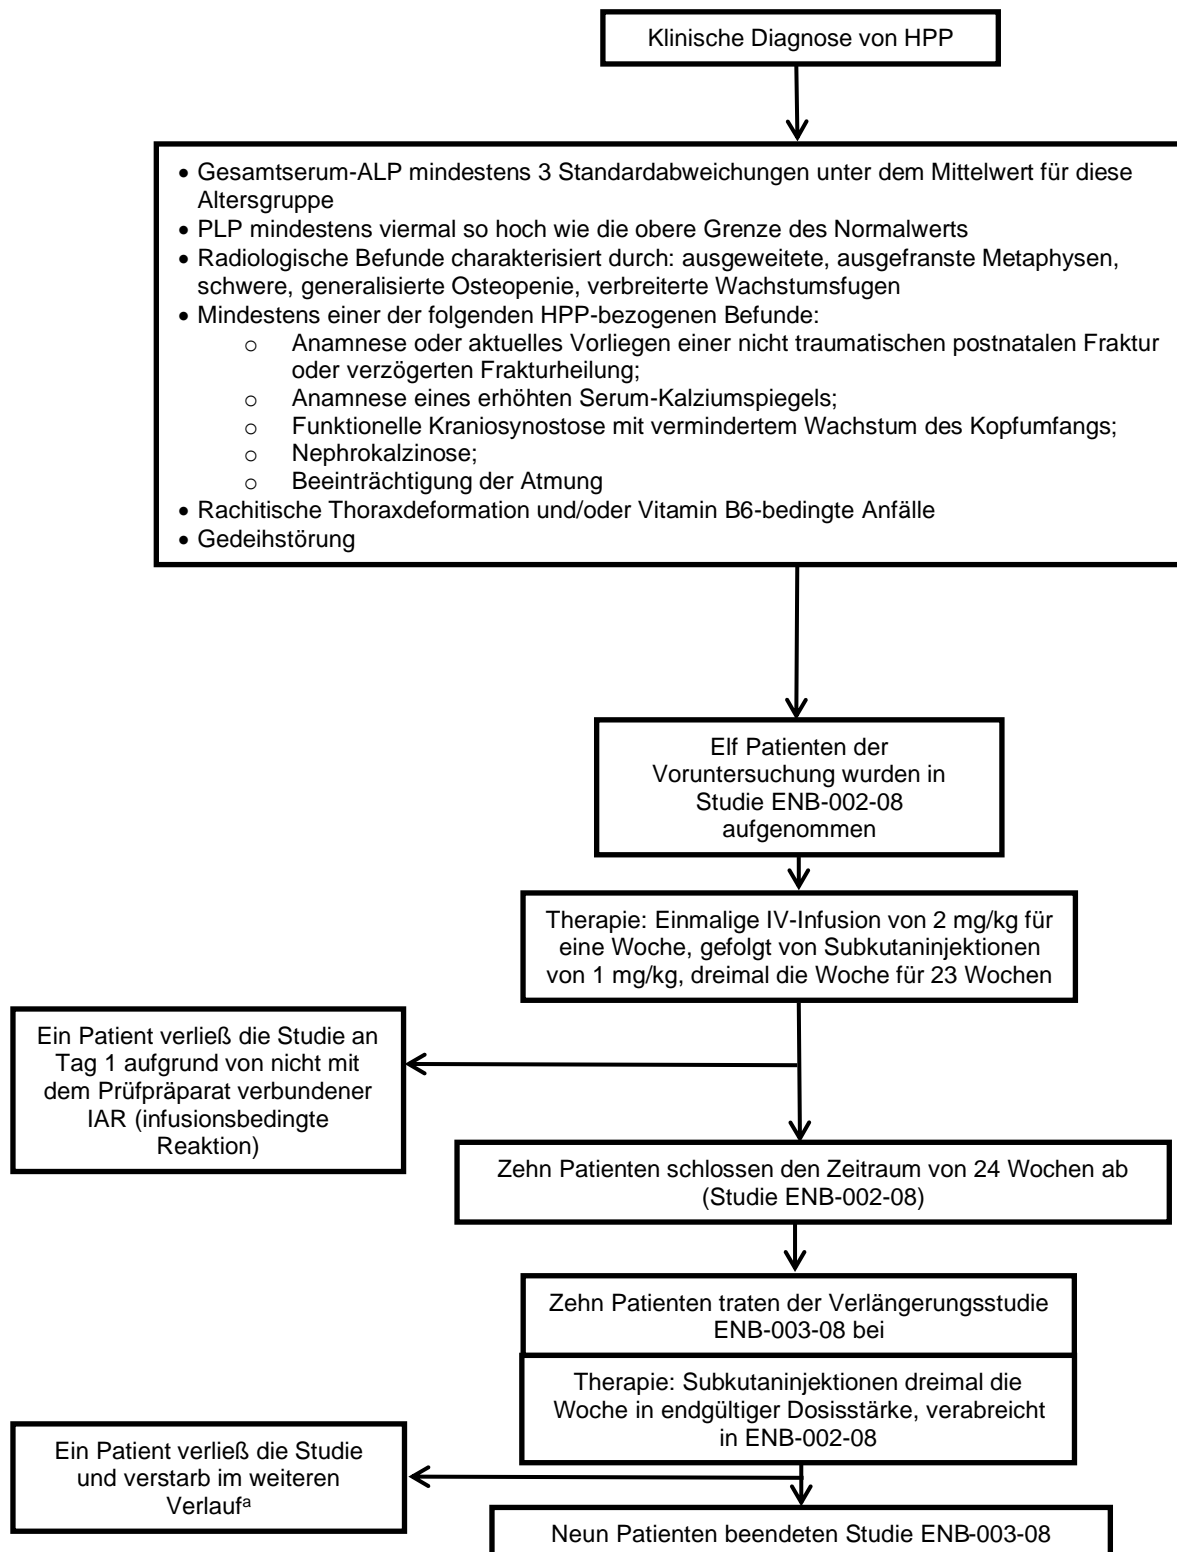 Klinische Diagnose von HPP
• Gesamtserum-ALP mindestens 3 Standardabweichungen unter dem Mittelwert für diese
Altersgruppe
• PLP mindestens viermal so hoch wie die obere Grenze des Normalwerts
• Radiologische Befunde charakterisiert durch: ausgeweitete, ausgefranste Metaphysen,
schwere, generalisierte Osteopenie, verbreiterte Wachstumsfugen
• Mindestens einer der folgenden HPP-bezogenen Befunde:
o Anamnese oder aktuelles Vorliegen einer nicht traumatischen postnatalen Fraktur
oder verzögerten Frakturheilung;
o Anamnese eines erhöhten Serum-Kalziumspiegels;
o Funktionelle Kraniosynostose mit vermindertem Wachstum des Kopfumfangs;
o Nephrokalzinose;
o Beeinträchtigung der Atmung
• Rachitische Thoraxdeformation und/oder Vitamin B6-bedingte Anfälle
• Gedeihstörung
Elf Patienten der
Voruntersuchung wurden in
Studie ENB-002-08
aufgenommen
Therapie: Einmalige IV-Infusion von 2 mg/kg für
eine Woche, gefolgt von Subkutaninjektionen
von 1 mg/kg, dreimal die Woche für 23 Wochen
Ein Patient verließ die Studie an
Tag 1 aufgrund von nicht mit
dem Prüfpräparat verbundener
IAR (infusionsbedingte
Reaktion)
Zehn Patienten schlossen den Zeitraum von 24 Wochen ab
(Studie ENB-002-08)
Zehn Patienten traten der Verlängerungsstudie
ENB-003-08 bei
Therapie: Subkutaninjektionen dreimal die
Woche in endgültiger Dosisstärke, verabreicht
in ENB-002-08
Ein Patient verließ die Studie
und verstarb im weiteren
Verlaufᵃ
Neun Patienten beendeten Studie ENB-003-08